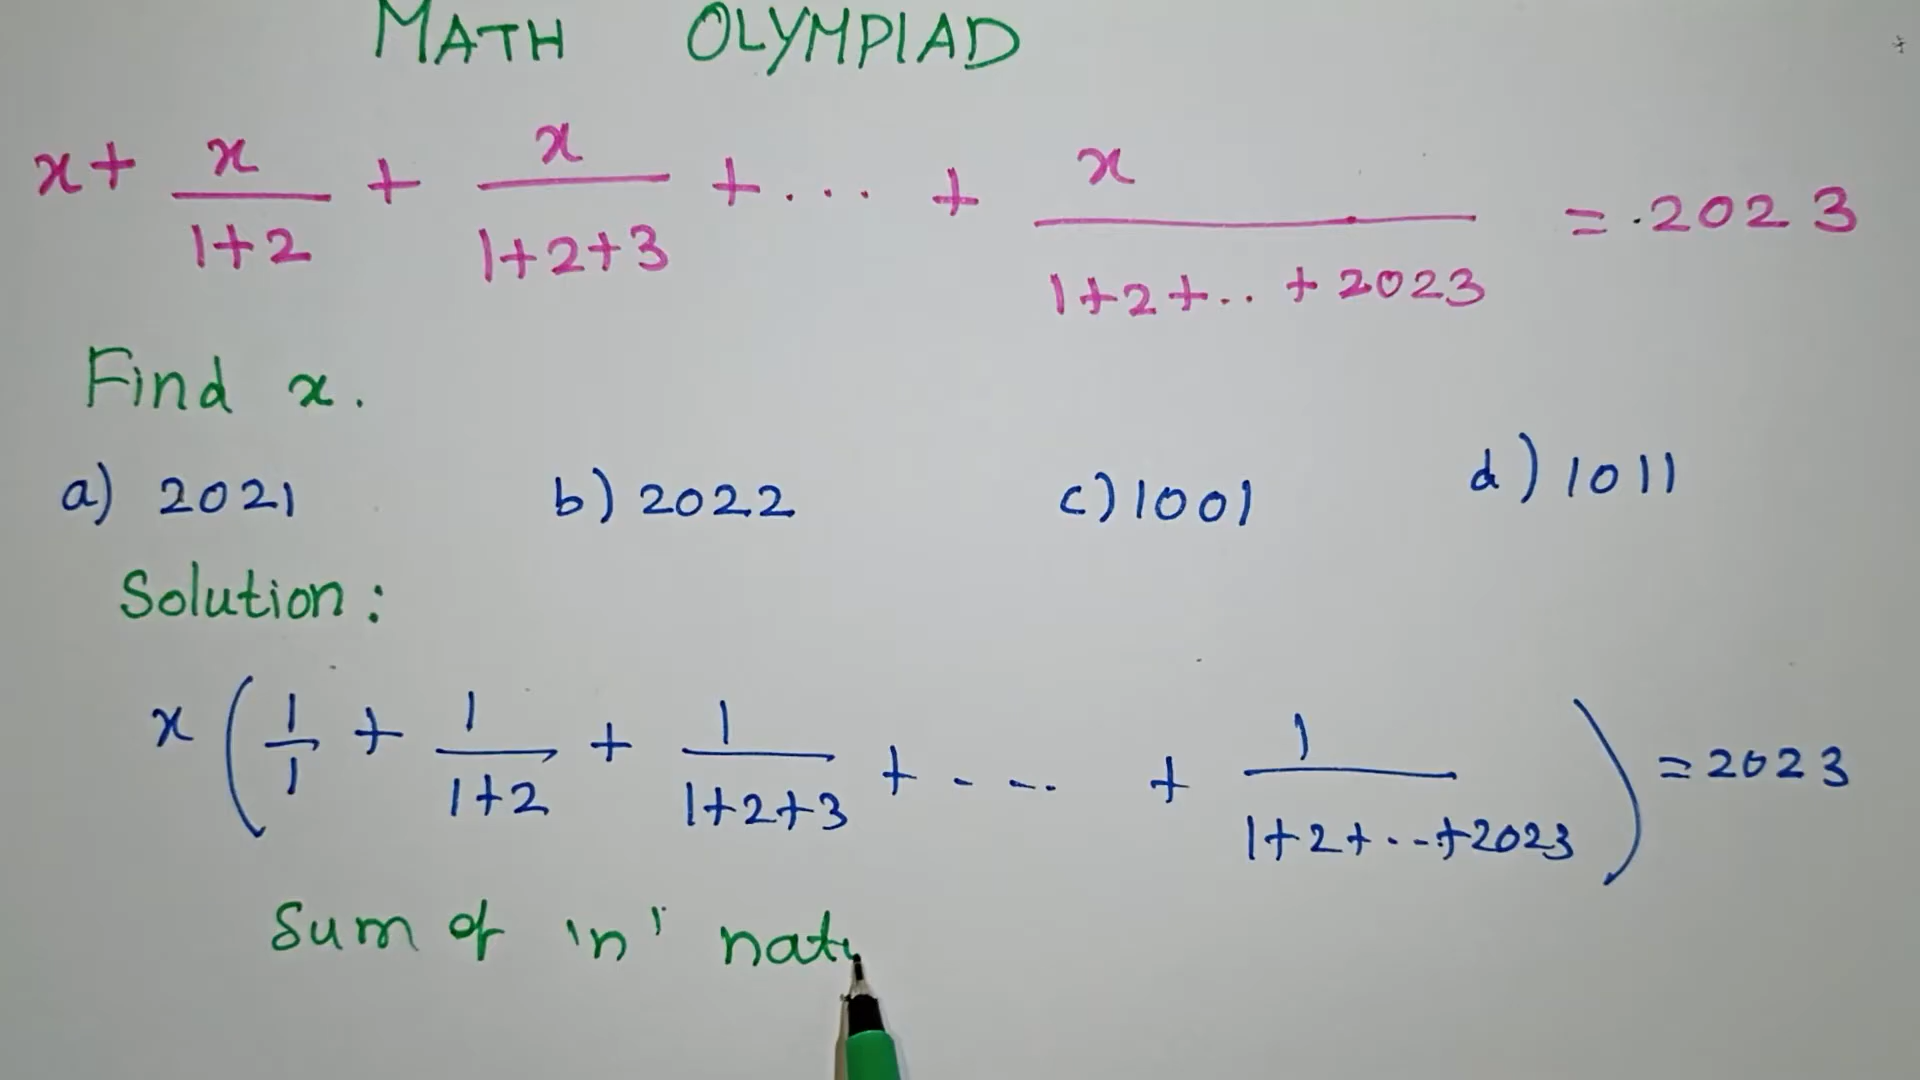 MATH OLYMPIAD
x + x/(1+2) + x/(1+2+3) + ... + x/(1+2+..+2023) = .2023
Find x.
a) 2021 b) 2022 c) 1001 d) 1011
Solution:
x(1/1 + 1/(1+2) + 1/(1+2+3) + .... + 1/(1+2+...+2023)) = 2023
Sum of 'n' natu